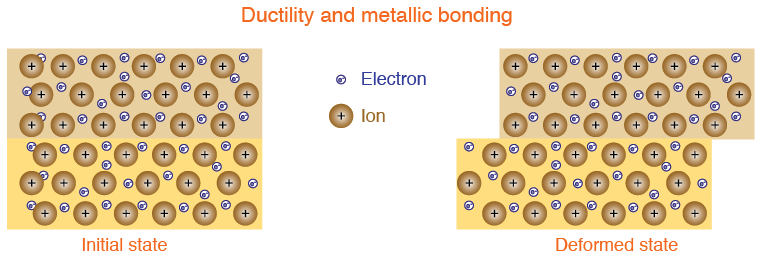 Ductility and metallic bonding
Electron
Ion
Initial state
Deformed state